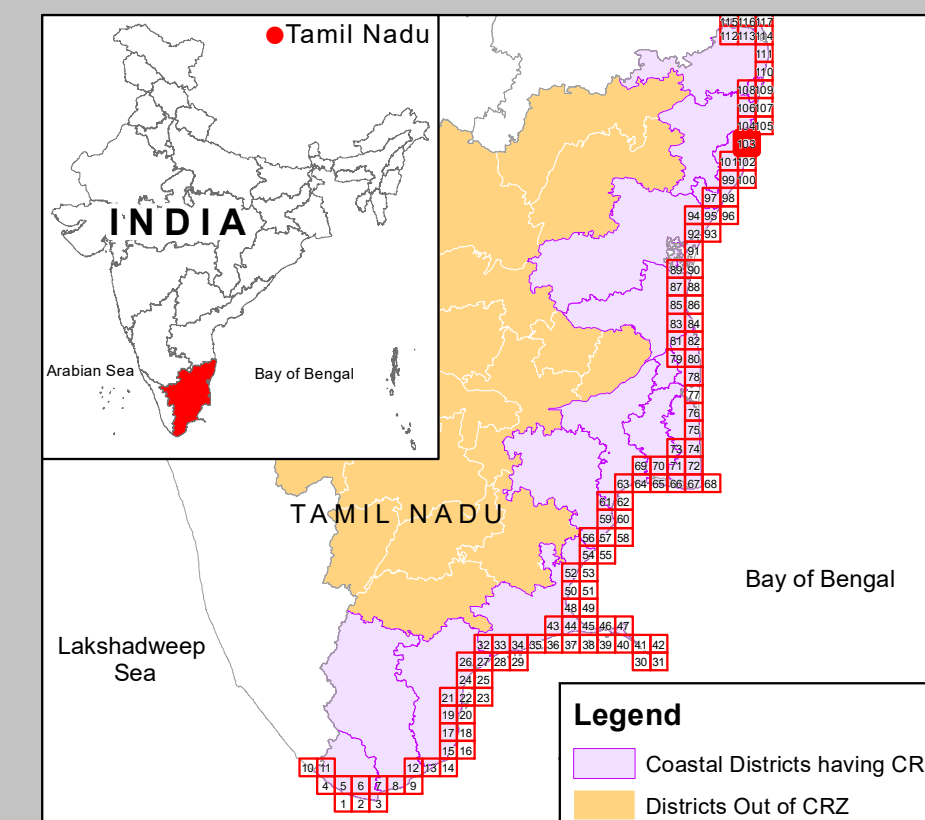 Tamil Nadu
INDIA
Arabian Sea
Bay of Bengal
115 116 117
112 113 114
111
110
108 109
106 107
104 105
103
101 102
99 100
97 98
94 95 96
92 93
91
89 90
87 88
85 86
83 84
81 82
79 80
78
77
76
75
73 74
69 70 71 72
63 64 65 66 67 68
61 62
TAMIL NADU
59 60
56 57 58
54 55
52 53
Bay of Bengal
50 51
48 49
43 44 45 46 47
32 33 34 35 36 37 38 39 40 41 42
Lakshadweep
Sea
26 27 28 29 30 31
24 25
21 22 23
19 20
17 18
15 16
10 11 12 13 14
4 5 6 7 8 9
1 2 3
Legend
Coastal Districts having CR
Districts Out of CRZ